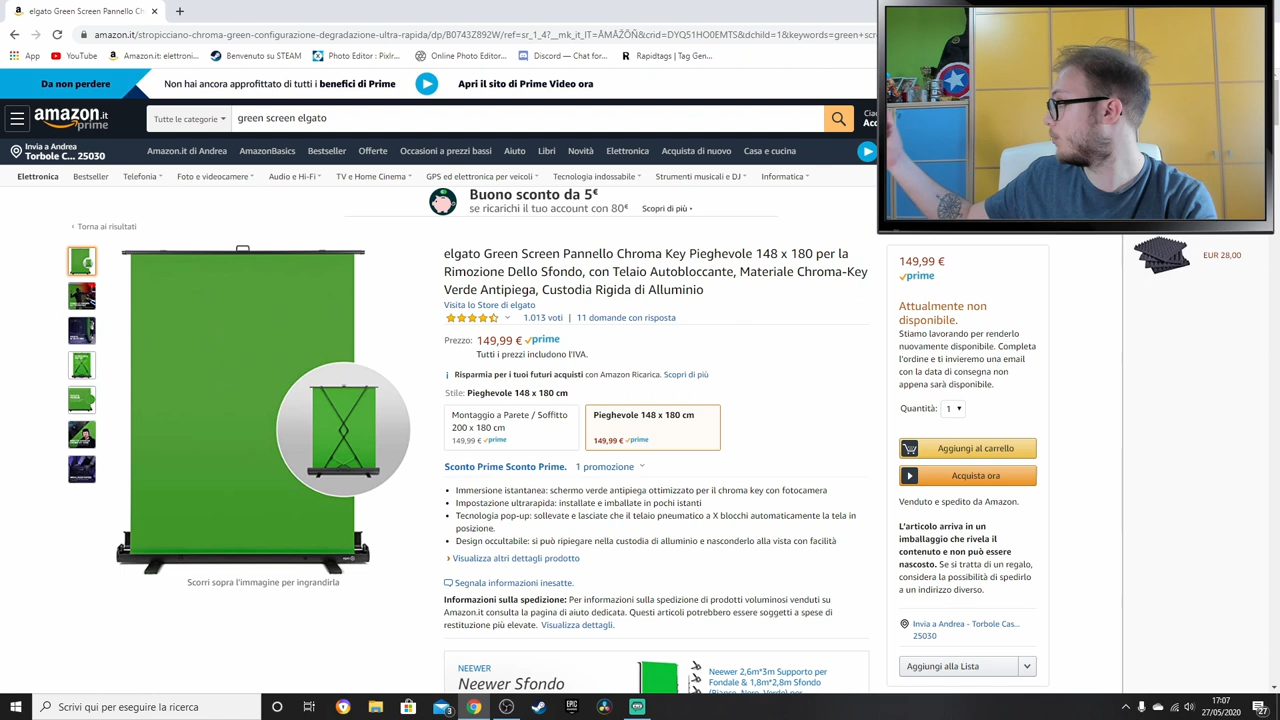 elgato Green Screen Pannello Ch
amazon.it/stropicciano-chroma-green-configurazione-degradazione-ultra-rapida/dp/B0743Z892W/ref=sr_1_4?__mk_it_IT=ÅMÅŽÕÑ&crid=DYQ51HO0EMTS&dchild=1&keywords=green+scr
App
YouTube
Amazon.it: elettroni...
Benvenuto su STEAM
Photo Editor : Pixlr...
Online Photo Editor...
Discord — Chat for...
Rapidtags | Tag Gen...
Da non perdere
Non hai ancora approfittato di tutti i benefici di Prime
Apri il sito di Prime Video ora
amazon.it
prime
Tutte le categorie
green screen elgato
Cia
Acc
Invia a Andrea
Torbole C... 25030
Amazon.it di Andrea
AmazonBasics
Bestseller
Offerte
Occasioni a prezzi bassi
Aiuto
Libri
Novità
Elettronica
Acquista di nuovo
Casa e cucina
Elettronica
Bestseller
Telefonia
Foto e videocamere
Audio e Hi-Fi
TV e Home Cinema
GPS ed elettronica per veicoli
Tecnologia indossabile
Strumenti musicali e DJ
Informatica
Buono sconto da 5€
se ricarichi il tuo account con 80€
Scopri di più
‹ Torna ai risultati
elgato Green Screen Pannello Chroma Key Pieghevole 148 x 180 per la
Rimozione Dello Sfondo, con Telaio Autobloccante, Materiale Chroma-Key
Verde Antipiega, Custodia Rigida di Alluminio
Visita lo Store di elgato
1.013 voti | 11 domande con risposta
Prezzo: 149,99 € prime
Tutti i prezzi includono l'IVA.
Risparmia per i tuoi futuri acquisti con Amazon Ricarica. Scopri di più
Stile: Pieghevole 148 x 180 cm
Montaggio a Parete / Soffitto
200 x 180 cm
149,99 € prime
Pieghevole 148 x 180 cm
149,99 € prime
Sconto Prime Sconto Prime. 1 promozione
• Immersione istantanea: schermo verde antipiega ottimizzato per il chroma key con fotocamera
• Impostazione ultrarapida: installate e imballate in pochi istanti
• Tecnologia pop-up: sollevate e lasciate che il telaio pneumatico a X blocchi automaticamente la tela in
posizione.
• Design occultabile: si può ripiegare nella custodia di alluminio e nasconderlo alla vista con facilità
› Visualizza altri dettagli prodotto
Segnala informazioni inesatte.
Informazioni sulla spedizione: Per informazioni sulla spedizione di prodotti voluminosi venduti su
Amazon.it consulta la pagina di aiuto dedicata. Questi articoli potrebbero essere soggetti a spese di
restituzione più elevate. Visualizza dettagli.
Scorri sopra l'immagine per ingrandirla
NEEWER
Neewer Sfondo
Neewer 2,6m*3m Supporto per
Fondale & 1,8m*2,8m Sfondo
(Bianco, Nero, Verde) per
149,99 €
prime
Attualmente non
disponibile.
Stiamo lavorando per renderlo
nuovamente disponibile. Completa
l'ordine e ti invieremo una email
con la data di consegna non
appena sarà disponibile.
Quantità: 1
Aggiungi al carrello
Acquista ora
Venduto e spedito da Amazon.
L'articolo arriva in un
imballaggio che rivela il
contenuto e non può essere
nascosto. Se si tratta di un regalo,
considera la possibilità di spedirlo
a un indirizzo diverso.
Invia a Andrea - Torbole Cas...
25030
Aggiungi alla Lista
EUR 28,00
Scrivi qui per eseguire la ricerca
17:07
27/05/2020
27